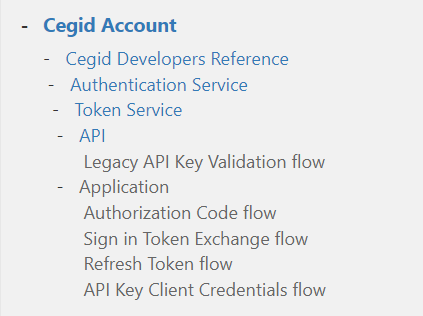 - Cegid Account
- Cegid Developers Reference
- Authentication Service
- Token Service
- API
Legacy API Key Validation flow
- Application
Authorization Code flow
Sign in Token Exchange flow
Refresh Token flow
API Key Client Credentials flow